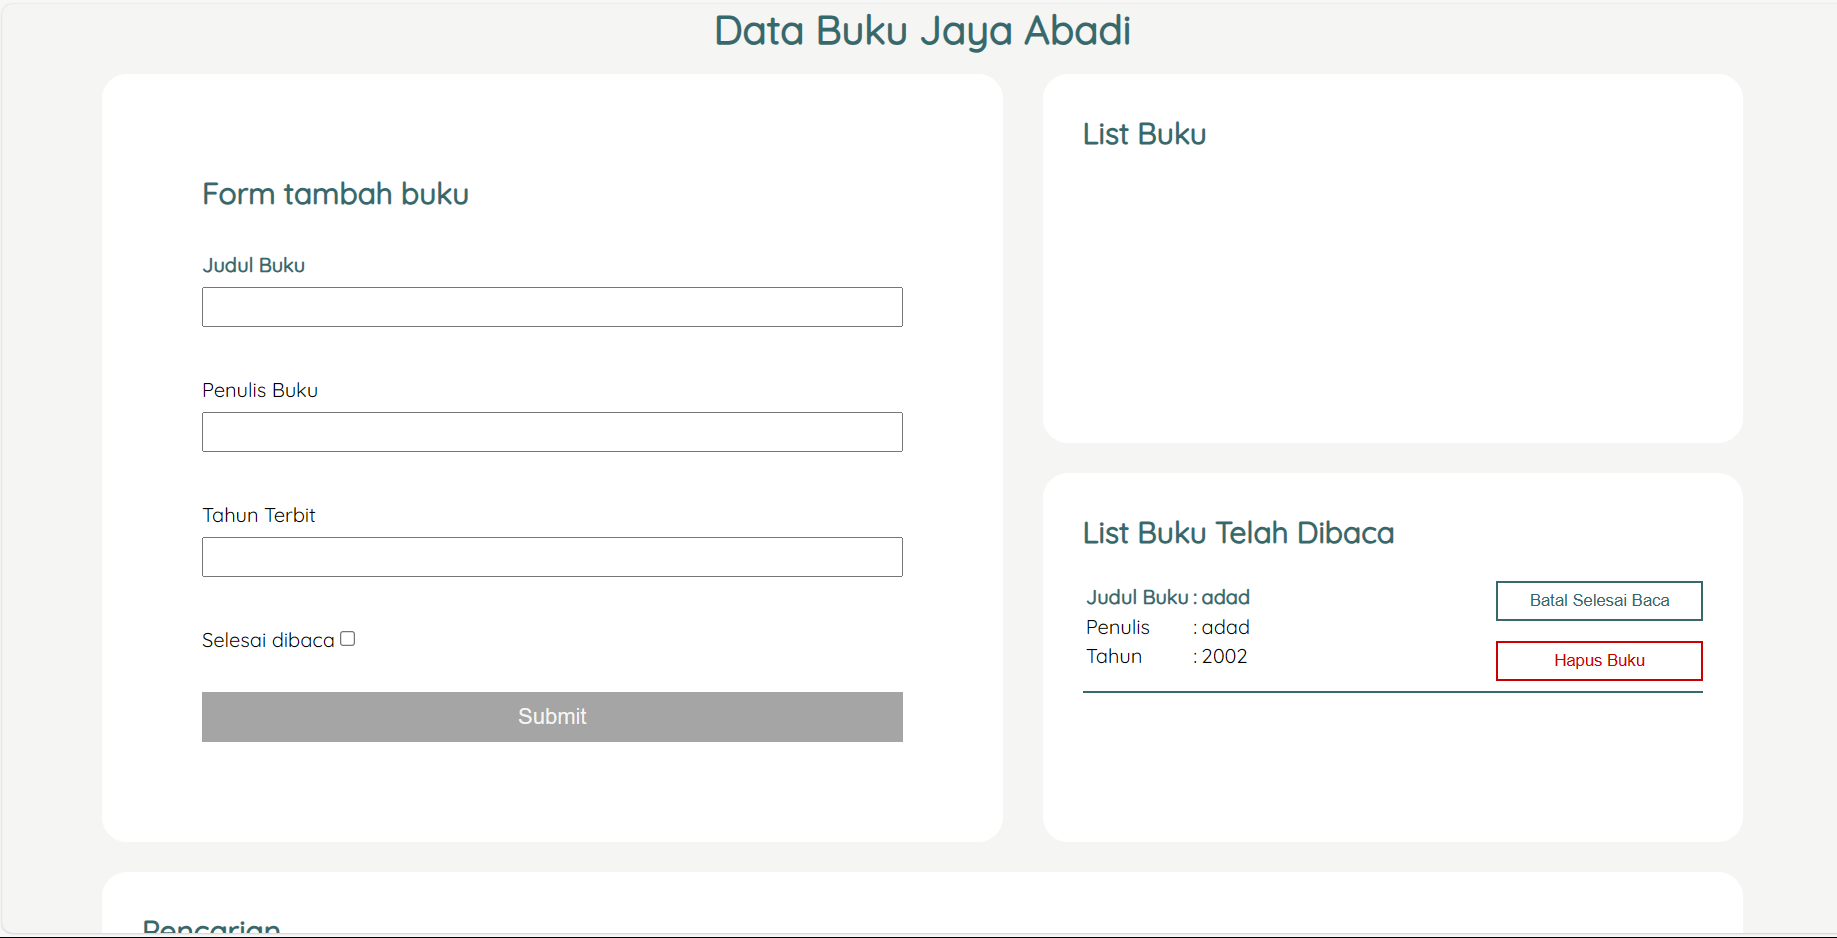 Data Buku Jaya Abadi
Form tambah buku
Judul Buku
Penulis Buku
Tahun Terbit
Selesai dibaca
Submit
List Buku
List Buku Telah Dibaca
Judul Buku : adad
Penulis : adad
Tahun : 2002
Batal Selesai Baca
Hapus Buku
Pencarian